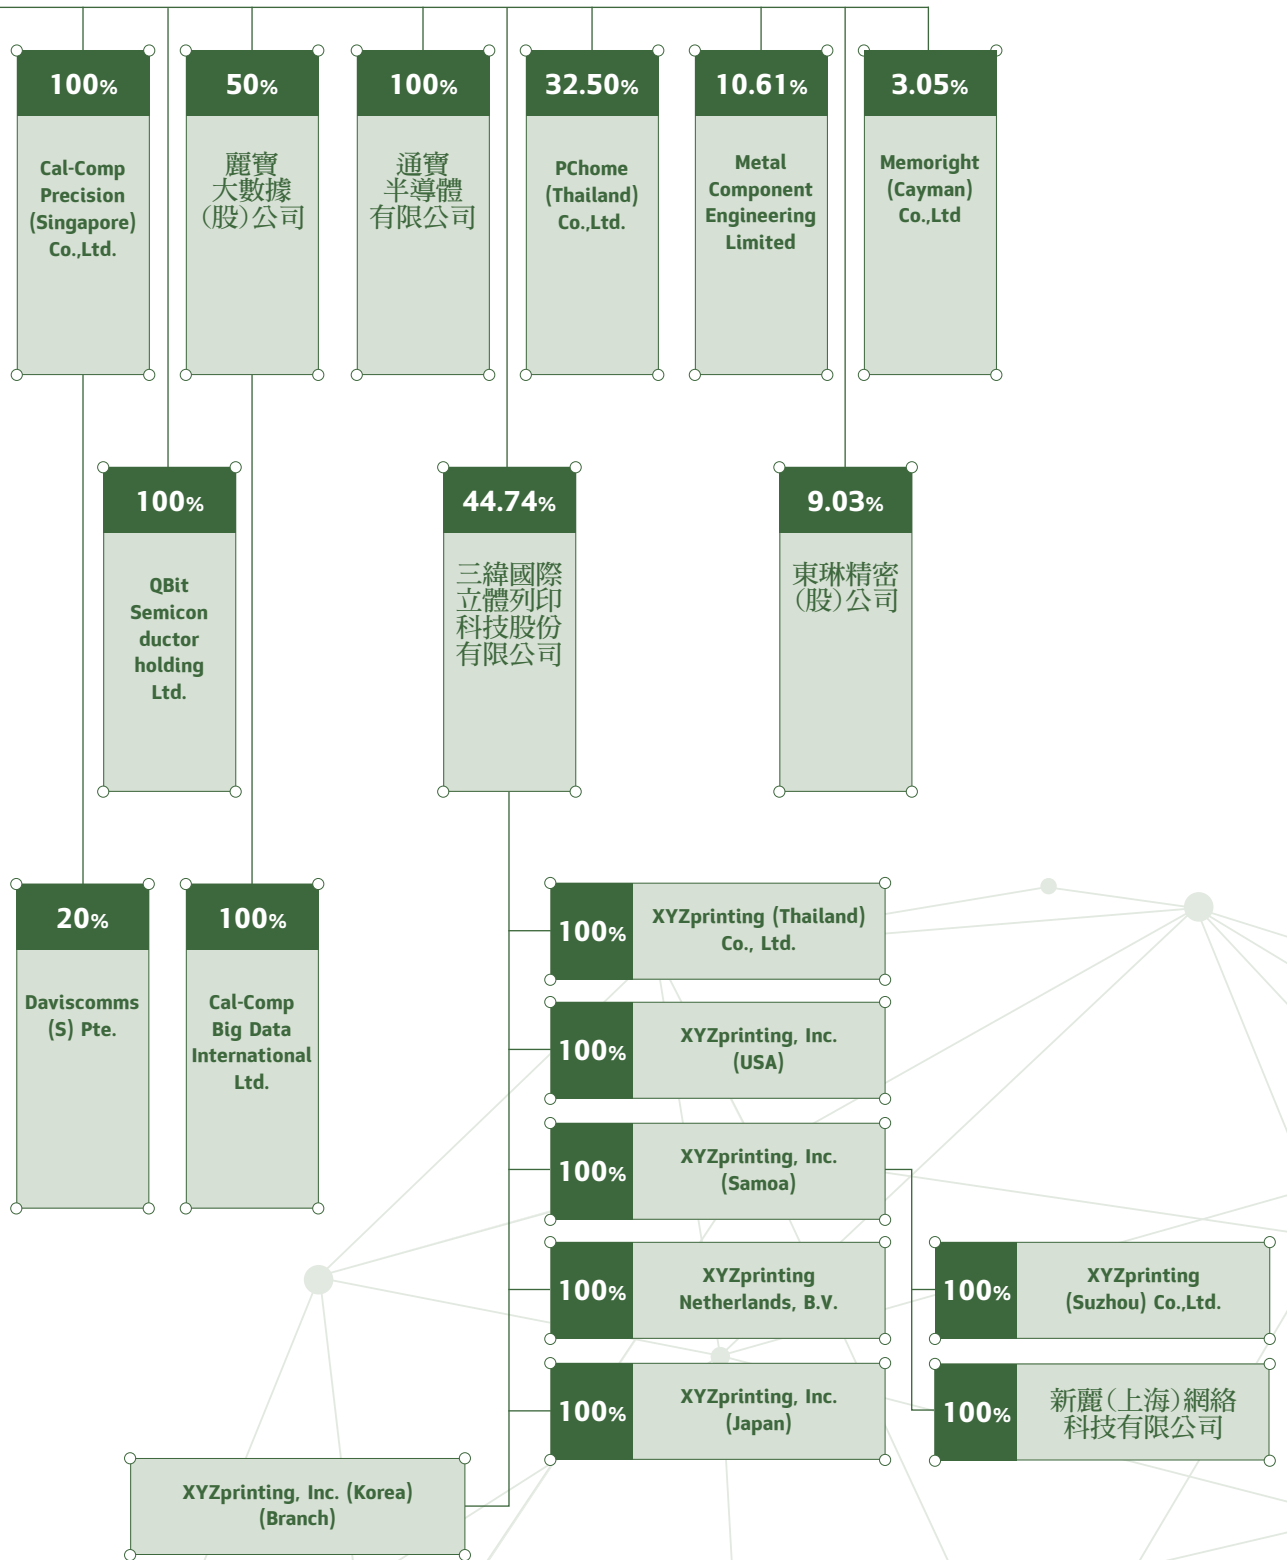 100%
Cal-Comp
Precision
(Singapore)
Co.,Ltd.
50%
麗寶
大數據
(股)公司
100%
通寶
半導體
有限公司
32.50%
PChome
(Thailand)
Co.,Ltd.
10.61%
Metal
Component
Engineering
Limited
3.05%
Memoright
(Cayman)
Co.,Ltd
100%
QBit
Semicon
ductor
holding
Ltd.
44.74%
三緯國際
立體列印
科技股份
有限公司
9.03%
東琳精密
(股)公司
20%
Daviscomms
(S) Pte.
100%
Cal-Comp
Big Data
International
Ltd.
100%
XYZprinting (Thailand)
Co., Ltd.
100%
XYZprinting, Inc.
(USA)
100%
XYZprinting, Inc.
(Samoa)
100%
XYZprinting
Netherlands, B.V.
100%
XYZprinting
(Suzhou) Co.,Ltd.
100%
XYZprinting, Inc.
(Japan)
100%
新麗(上海)網絡
科技有限公司
XYZprinting, Inc. (Korea)
(Branch)